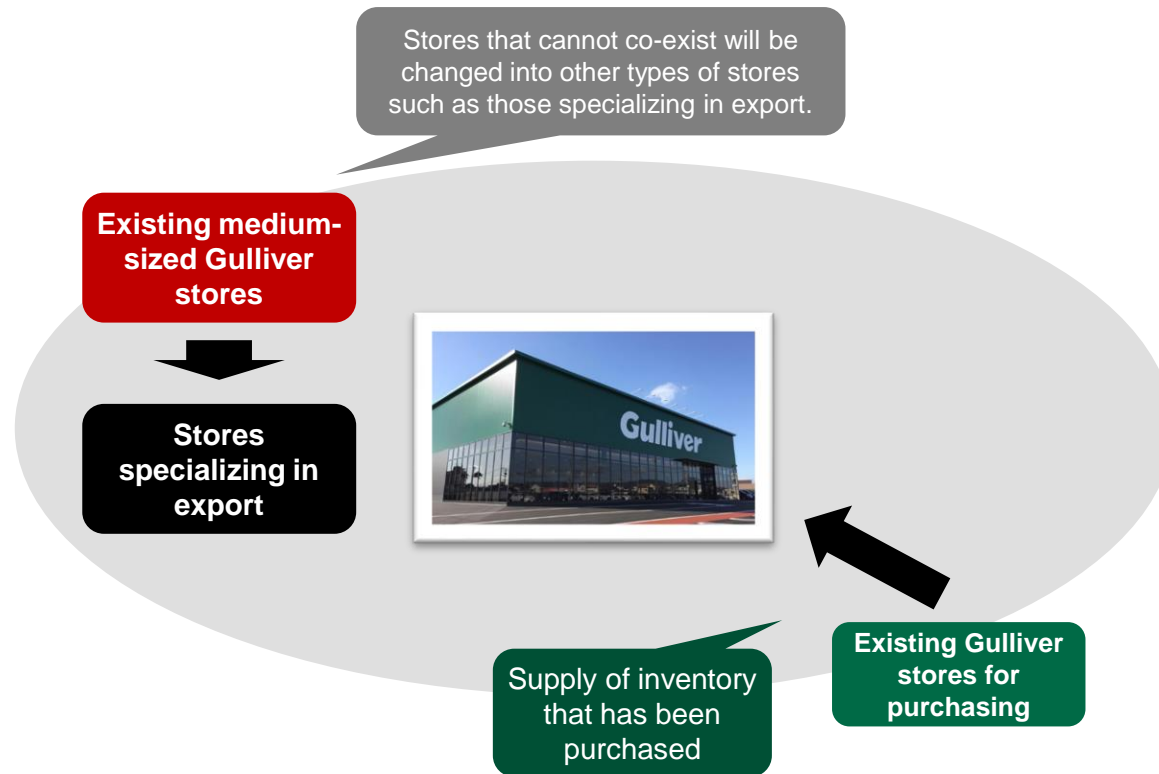 Stores that cannot co-exist will be
changed into other types of stores
such as those specializing in export.
Existing medium-
sized Gulliver
stores
Stores
specializing in
export
Gulliver
Existing Gulliver
stores for
purchasing
Supply of inventory
that has been
purchased